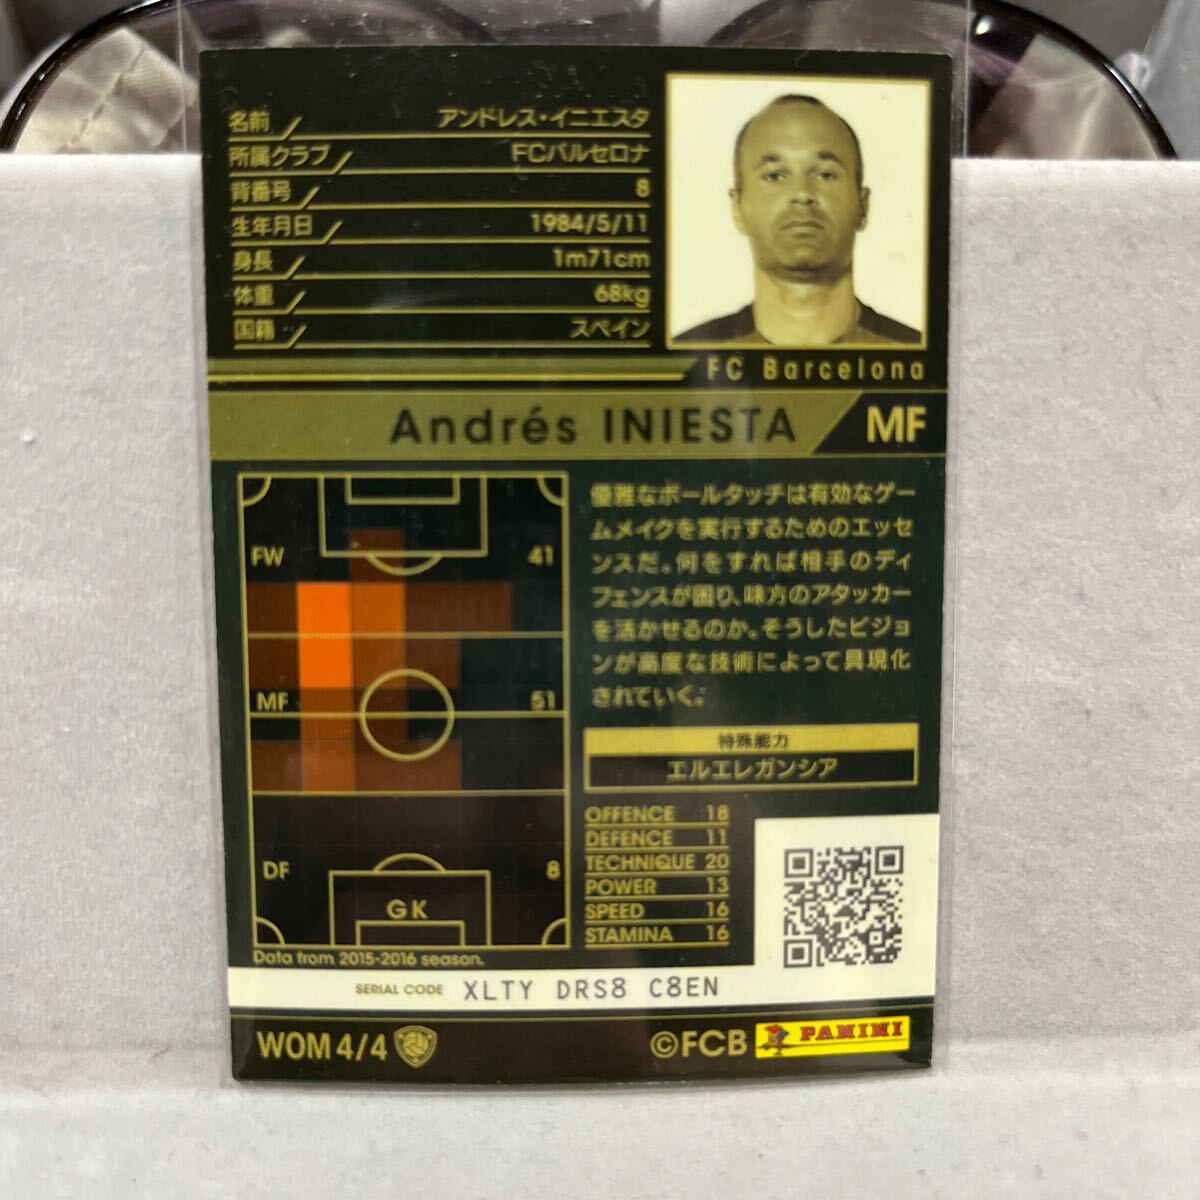 名前 アンドレス・イニエスタ
所属クラブ FCバルセロナ
背番号 8
生年月日 1984/5/11
身長 1m71cm
体重 68kg
国籍 スペイン
FC Barcelona
Andrés INIESTA MF
FW 41
MF 51
DF 8
GK
Data from 2015-2016 season.
優雅なボールタッチは有効なゲー
ムメイクを実行するためのエッセ
ンスだ。何をすれば相手のディ
フェンスが困り、味方のアタッカー
を活かせるのか。そうしたビジョ
ンが高度な技術によって具現化
されていく。
特殊能力
エルエレガンシア
OFFENCE 18
DEFENCE 11
TECHNIQUE 20
POWER 13
SPEED 16
STAMINA 16
SERIAL CODE XLTY DRS8 C8EN
WOM 4/4
©FCB PANINI